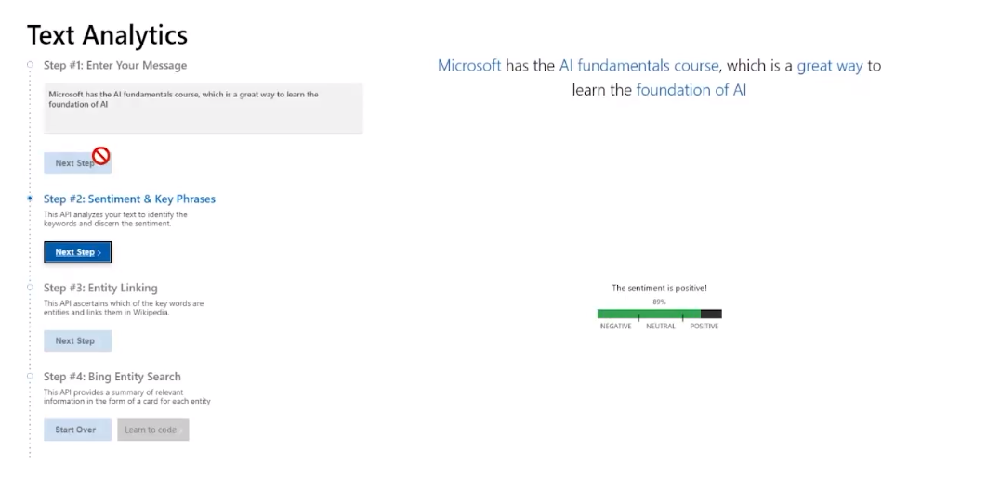 Text Analytics
Step #1: Enter Your Message
Microsoft has the AI fundamentals course, which is a great way to learn the
foundation of AI
Next Step
Step #2: Sentiment & Key Phrases
This API analyzes your text to identify the
keywords and discern the sentiment.
Next Step >
Step #3: Entity Linking
This API ascertains which of the key words are
entities and links them in Wikipedia.
Next Step
Step #4: Bing Entity Search
This API provides a summary of relevant
information in the form of a card for each entity
Start Over
Learn to code
Microsoft has the AI fundamentals course, which is a great way to
learn the foundation of AI
The sentiment is positive!
89%
NEGATIVE NEUTRAL POSITIVE